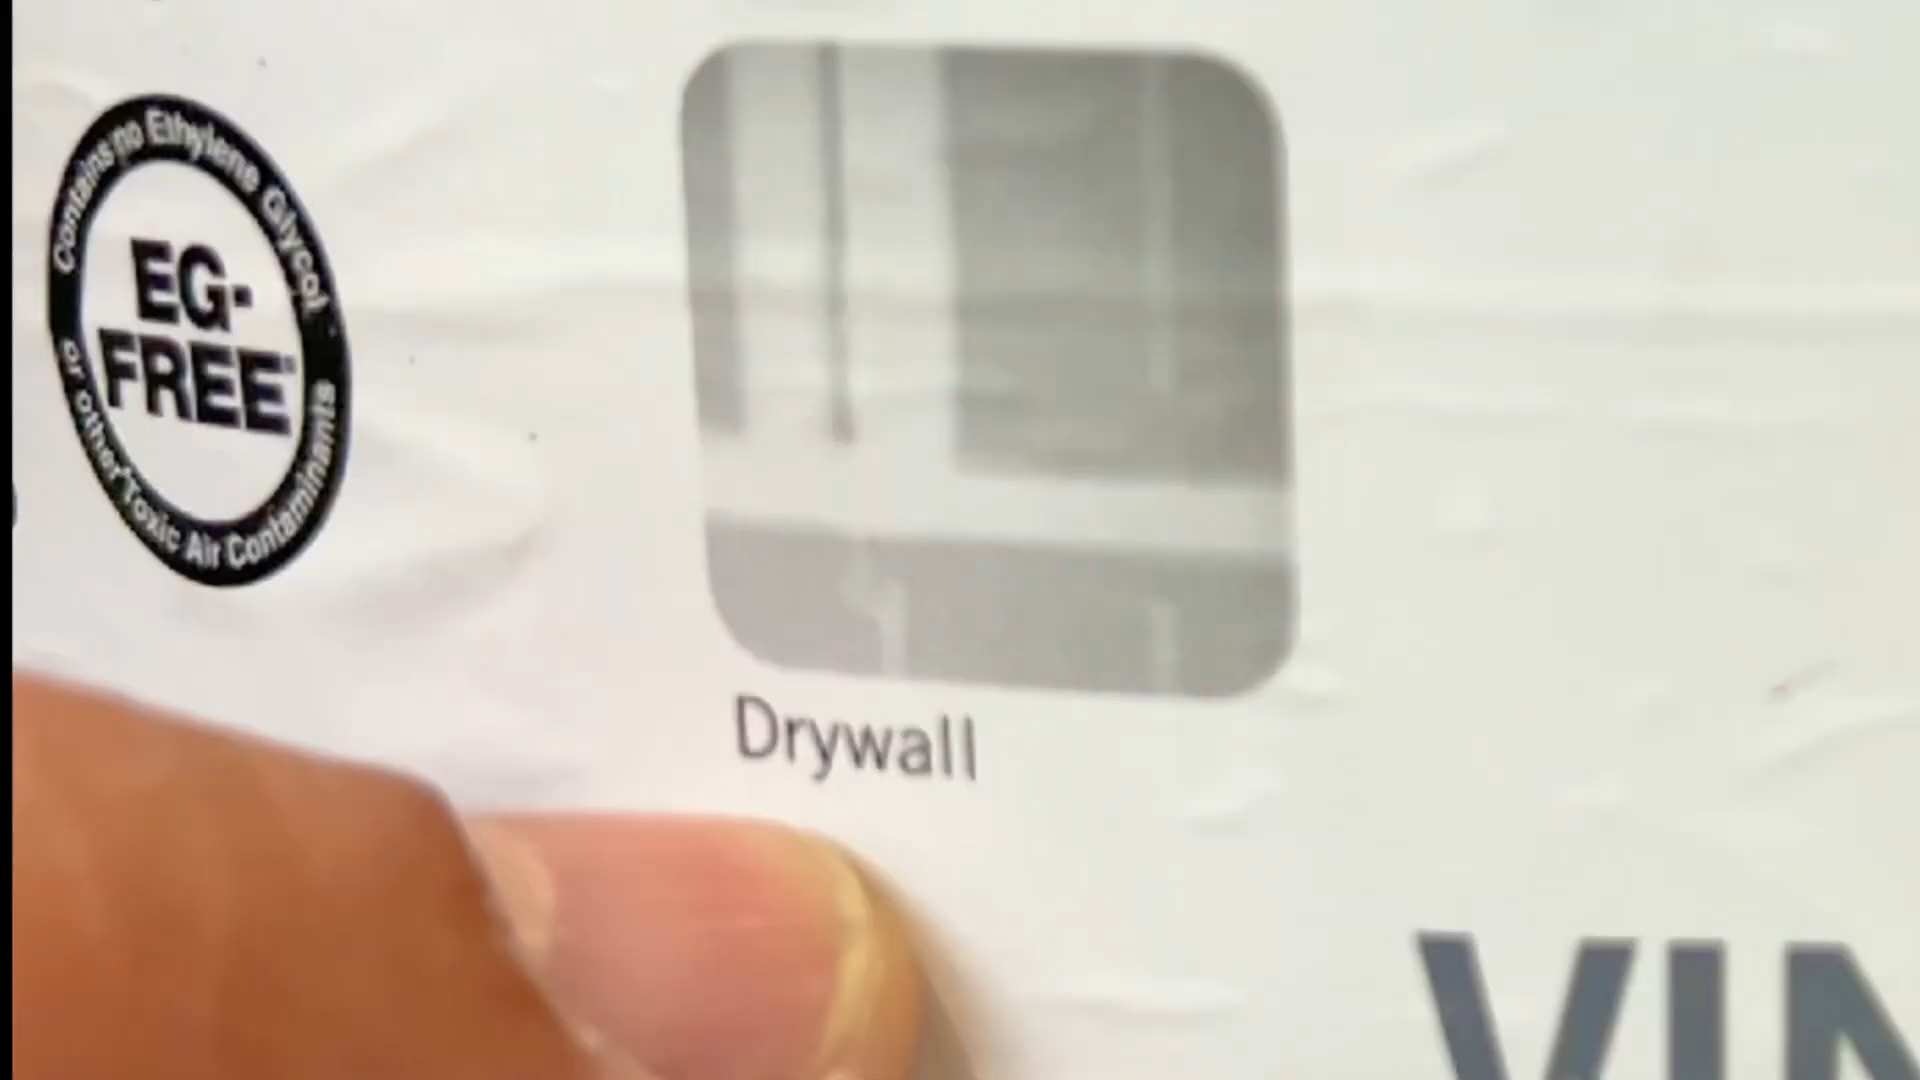 Contains no Ethylene Glycol
EG-
FREE
or other Toxic Air Contaminants
Drywall
VIN